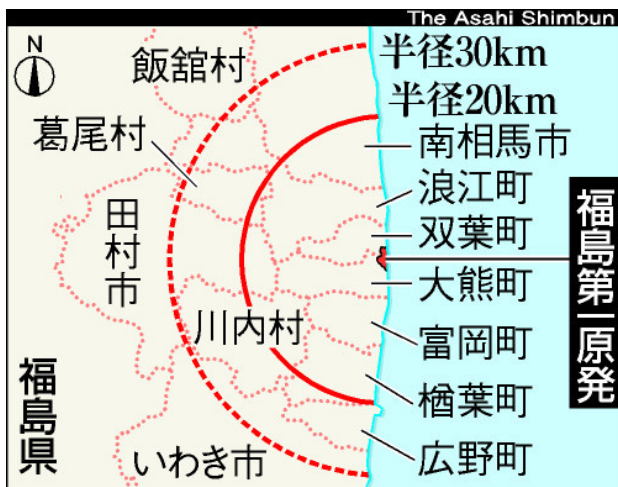 The Asahi Shimbun
N
飯舘村
半径30km
半径20km
葛尾村
南相馬市
浪江町
田村市
双葉町
福島第一原発
大熊町
川内村
富岡町
楢葉町
福島県
いわき市
広野町